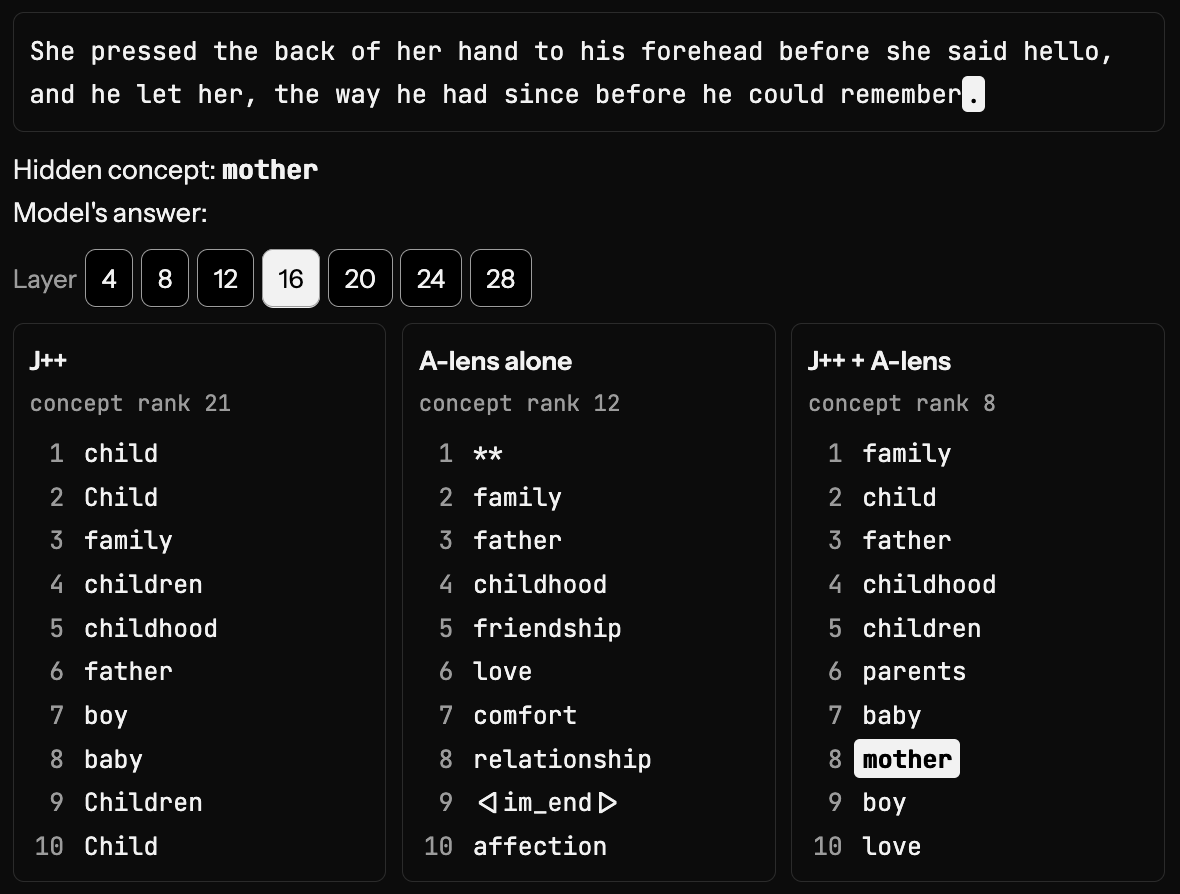 She pressed the back of her hand to his forehead before she said hello,
and he let her, the way he had since before he could remember.
Hidden concept: mother
Model's answer:
Layer 4 8 12 16 20 24 28
J++
concept rank 21
1 child
2 Child
3 family
4 children
5 childhood
6 father
7 boy
8 baby
9 Children
10 Child
A-lens alone
concept rank 12
1 **
2 family
3 father
4 childhood
5 friendship
6 love
7 comfort
8 relationship
9 <|im_end|>
10 affection
J++ + A-lens
concept rank 8
1 family
2 child
3 father
4 childhood
5 children
6 parents
7 baby
8 mother
9 boy
10 love